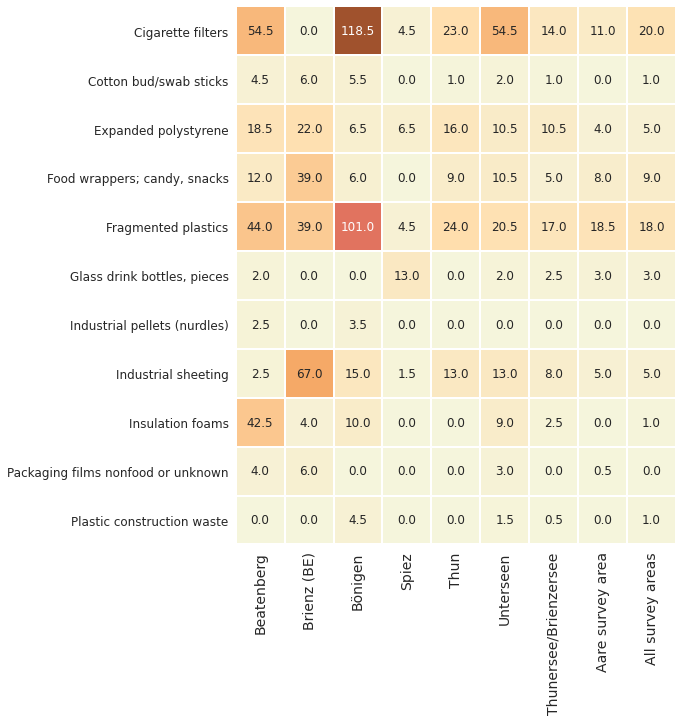 Cigarette filters 54.5 0.0 118.5 4.5 23.0 54.5 14.0 11.0 20.0
Cotton bud/swab sticks 4.5 6.0 5.5 0.0 1.0 2.0 1.0 0.0 1.0
Expanded polystyrene 18.5 22.0 6.5 6.5 16.0 10.5 10.5 4.0 5.0
Food wrappers; candy, snacks 12.0 39.0 6.0 0.0 9.0 10.5 5.0 8.0 9.0
Fragmented plastics 44.0 39.0 101.0 4.5 24.0 20.5 17.0 18.5 18.0
Glass drink bottles, pieces 2.0 0.0 0.0 13.0 0.0 2.0 2.5 3.0 3.0
Industrial pellets (nurdles) 2.5 0.0 3.5 0.0 0.0 0.0 0.0 0.0 0.0
Industrial sheeting 2.5 67.0 15.0 1.5 13.0 13.0 8.0 5.0 5.0
Insulation foams 42.5 4.0 10.0 0.0 0.0 9.0 2.5 0.0 1.0
Packaging films nonfood or unknown 4.0 6.0 0.0 0.0 0.0 3.0 0.0 0.5 0.0
Plastic construction waste 0.0 0.0 4.5 0.0 0.0 1.5 0.5 0.0 1.0
Beatenberg
Brienz (BE)
Bönigen
Spiez
Thun
Unterseen
Thunersee/Brienzersee
Aare survey area
All survey areas